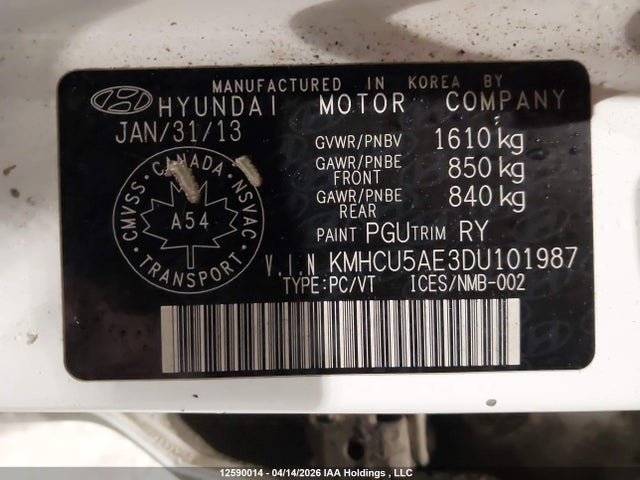 MANUFACTURED IN KOREA BY
HYUNDAI MOTOR COMPANY
JAN/31/13
GVWR/PNBV 1610 kg
GAWR/PNBE FRONT 850 kg
GAWR/PNBE REAR 840 kg
PAINT PGU TRIM RY
CANADA
CMVSS NSVAC
A54
TRANSPORT
V.I.N KMHCU5AE3DU101987
TYPE:PC/VT ICES/NMB-002
12590014 - 04/14/2026 IAA Holdings , LLC